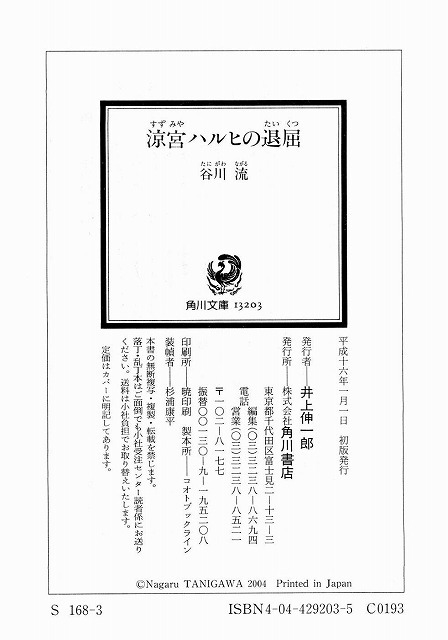 すずみや たいくつ
涼宮ハルヒの退屈
たにがわ ながる
谷川 流
角川文庫 13203
平成十六年一月一日 初版発行
発行者――井上伸一郎
発行所――株式会社角川書店
東京都千代田区富士見二―十三―三
電話 編集(〇三)三二三八―八六九四
営業(〇三)三二三八―八五二一
〒一〇二―八一七七
振替〇〇一三〇―九―一九五二〇八
印刷所――暁印刷 製本所――コオトブックライン
装幀者――杉浦康平
本書の無断複写・複製・転載を禁じます。
落丁・乱丁本はご面倒でも小社受注センター読者係にお送り
ください。送料は小社負担でお取り替えいたします。
定価はカバーに明記してあります。
©Nagaru TANIGAWA 2004 Printed in Japan
S 168-3 ISBN4-04-429203-5 C0193